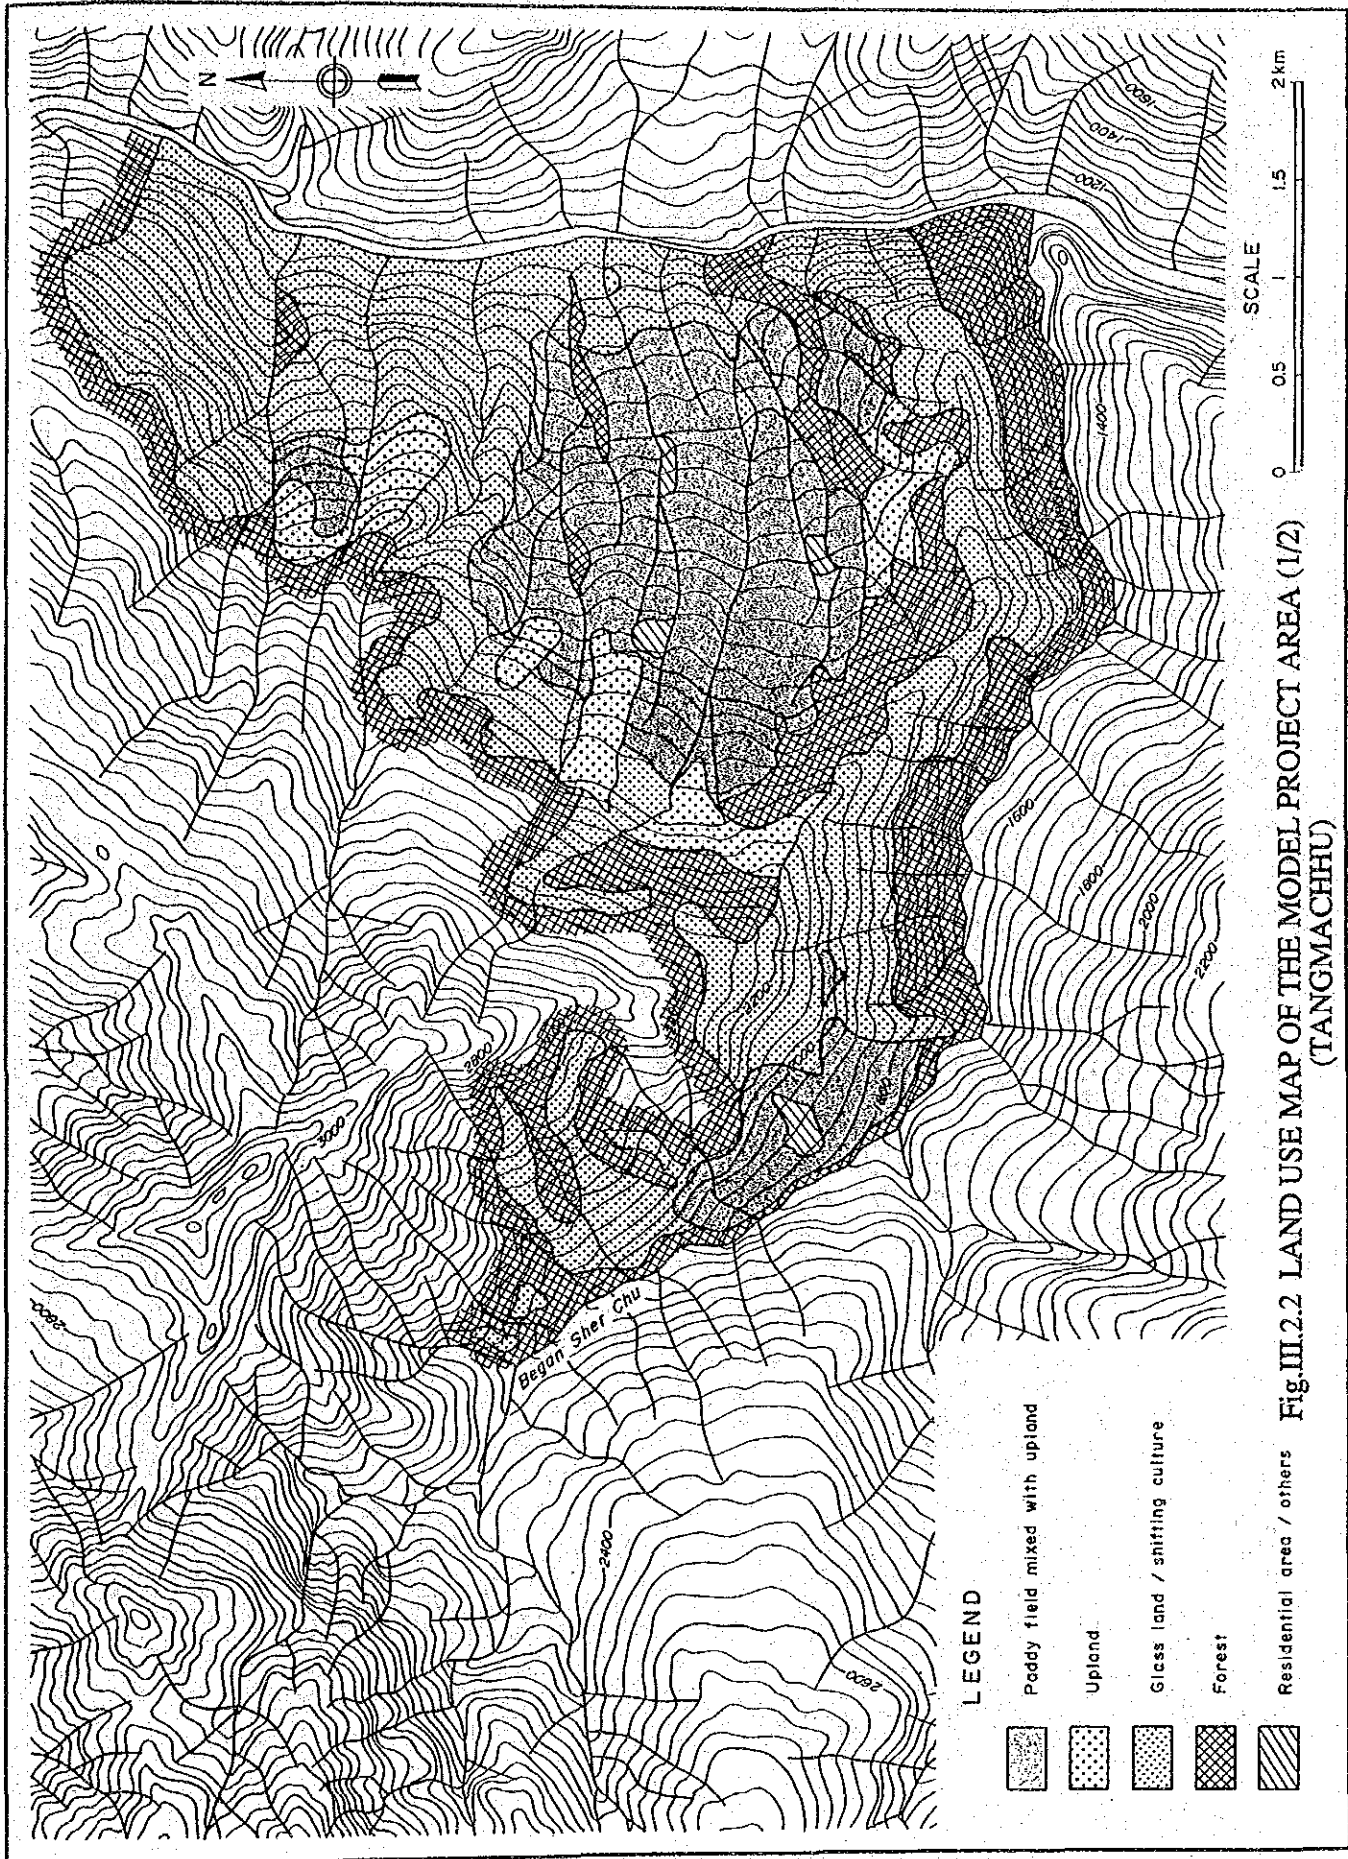 N
1600
1400
1200
1400
1600
1800
2000
2200
2200
1600
2800
3000
2800
Began Sher Chu
2400
2600
LEGEND
Paddy field mixed with upland
Upland
Glass land / shifting culture
Forest
Residential area / others
SCALE
0 0.5 1 1.5 2km
Fig.III.2.2 LAND USE MAP OF THE MODEL PROJECT AREA (1/2)
(TANGMACHHU)